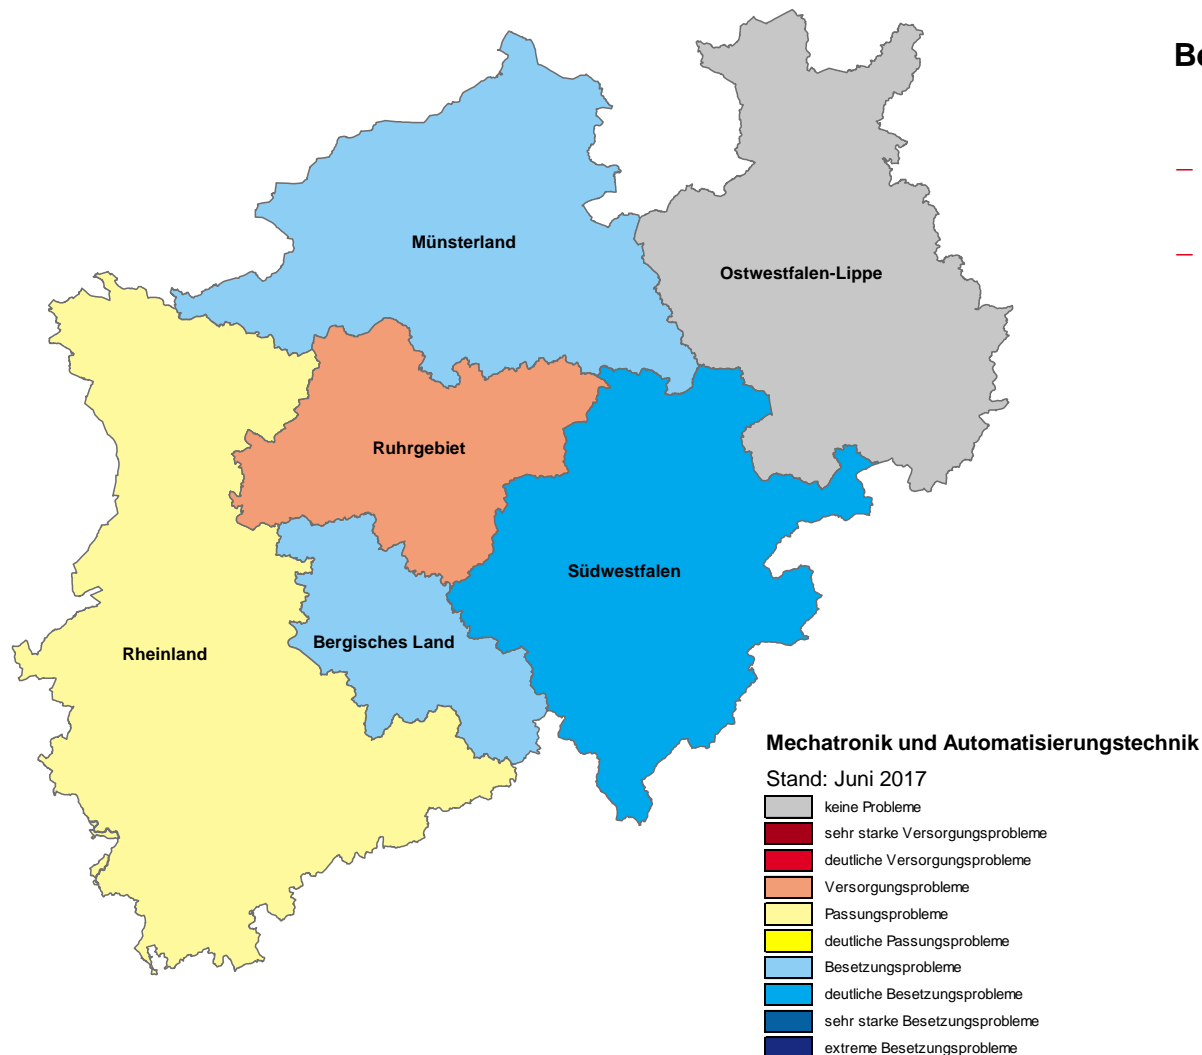 Be
Münsterland
Ostwestfalen-Lippe
Ruhrgebiet
Südwestfalen
Bergisches Land
Rheinland
Mechatronik und Automatisierungstechnik
Stand: Juni 2017
keine Probleme
sehr starke Versorgungsprobleme
deutliche Versorgungsprobleme
Versorgungsprobleme
Passungsprobleme
deutliche Passungsprobleme
Besetzungsprobleme
deutliche Besetzungsprobleme
sehr starke Besetzungsprobleme
extreme Besetzungsprobleme